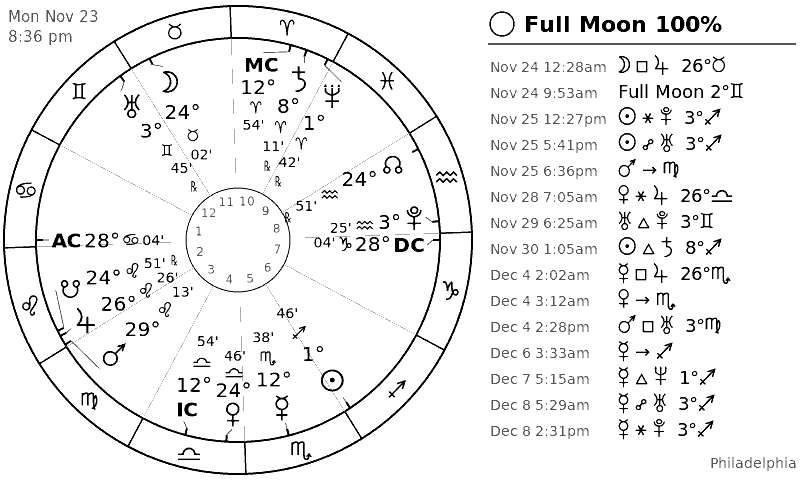 Mon Nov 23
8:36 pm
♉ ♈
MC
12° ♈ 54'
♄ 8° ♈ 11' ℞
♆ 1° ♈ 42' ℞
♓
☽ 24° ♉ 02'
♅ 3° ♊ 45' ℞
♊
♋
☊ 24° ♒ 51' ℞
♒
♇ 3° ♒ 25'
AC 28° ♋ 04'
04' ♑ 28° DC
☋ 24° ♌ 51' ℞
♃ 26° ♌ 26'
♂ 29° ♌ 13'
♌
♑
12 11 10 9
1 8
2 7
3 4 5 6
54' ♎ 12° IC
46' ♎ 24° ♀
38' ♏ 12° ☿
46' ♐ 1° ☉
♍ ♐
♎ ♏
Full Moon 100%
Nov 24 12:28am ☽ □ ♃ 26°♉
Nov 24 9:53am Full Moon 2°♊
Nov 25 12:27pm ☉ ⚹ ♇ 3°♐
Nov 25 5:41pm ☉ ☍ ♅ 3°♐
Nov 25 6:36pm ♂ → ♍
Nov 28 7:05am ♀ ⚹ ♃ 26°♎
Nov 29 6:25am ♅ △ ♇ 3°♊
Nov 30 1:05am ☉ △ ♄ 8°♐
Dec 4 2:02am ☿ □ ♃ 26°♏
Dec 4 3:12am ♀ → ♏
Dec 4 2:28pm ♂ □ ♅ 3°♍
Dec 6 3:33am ☿ → ♐
Dec 7 5:15am ☿ △ ♆ 1°♐
Dec 8 5:29am ☿ ☍ ♅ 3°♐
Dec 8 2:31pm ☿ ⚹ ♇ 3°♐
Philadelphia